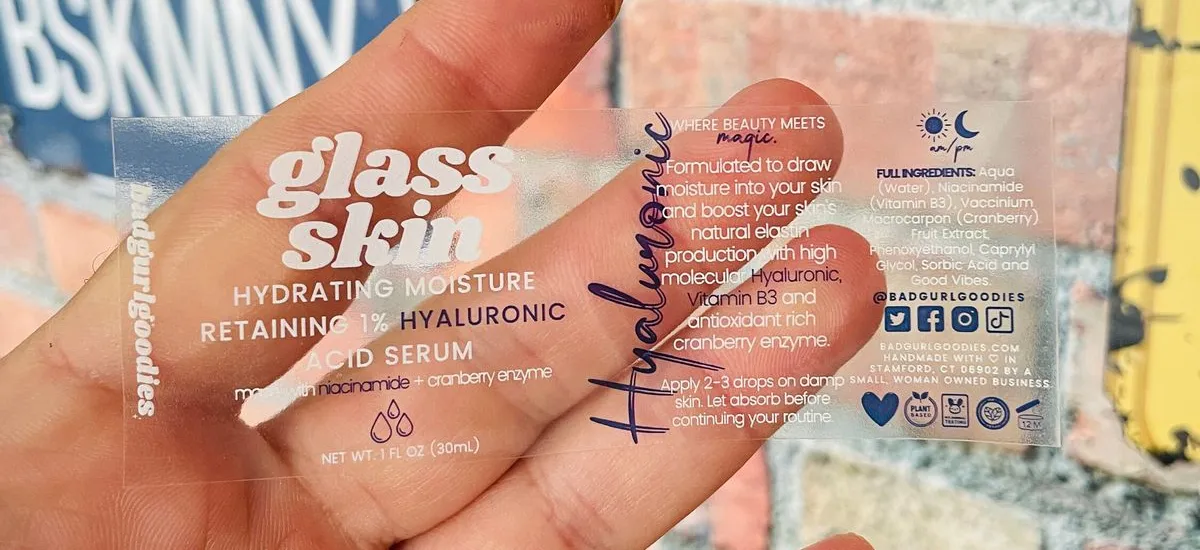 BSKMNY
badgurlgoodies
glass
skin
HYDRATING MOISTURE
RETAINING 1% HYALURONIC
ACID SERUM
made with niacinamide + cranberry enzyme
NET WT. 1 FL OZ (30mL)
Hyaluronic
WHERE BEAUTY MEETS
magic.
Formulated to draw
moisture into your skin
and boost your skin's
natural elastin
production with high
molecular Hyaluronic,
Vitamin B3 and
antioxidant rich
cranberry enzyme.
Apply 2-3 drops on damp
skin. Let absorb before
continuing your routine.
am/pm
FULL INGREDIENTS: Aqua
(Water), Niacinamide
(Vitamin B3), Vaccinium
Macrocarpon (Cranberry)
Fruit Extract,
Phenoxyethanol, Caprylyl
Glycol, Sorbic Acid and
Good Vibes.
@BADGURLGOODIES
BADGURLGOODIES.COM
HANDMADE WITH ♡ IN
STAMFORD, CT 06902 BY A
SMALL, WOMAN OWNED BUSINESS
PLANT
BASED
12 M